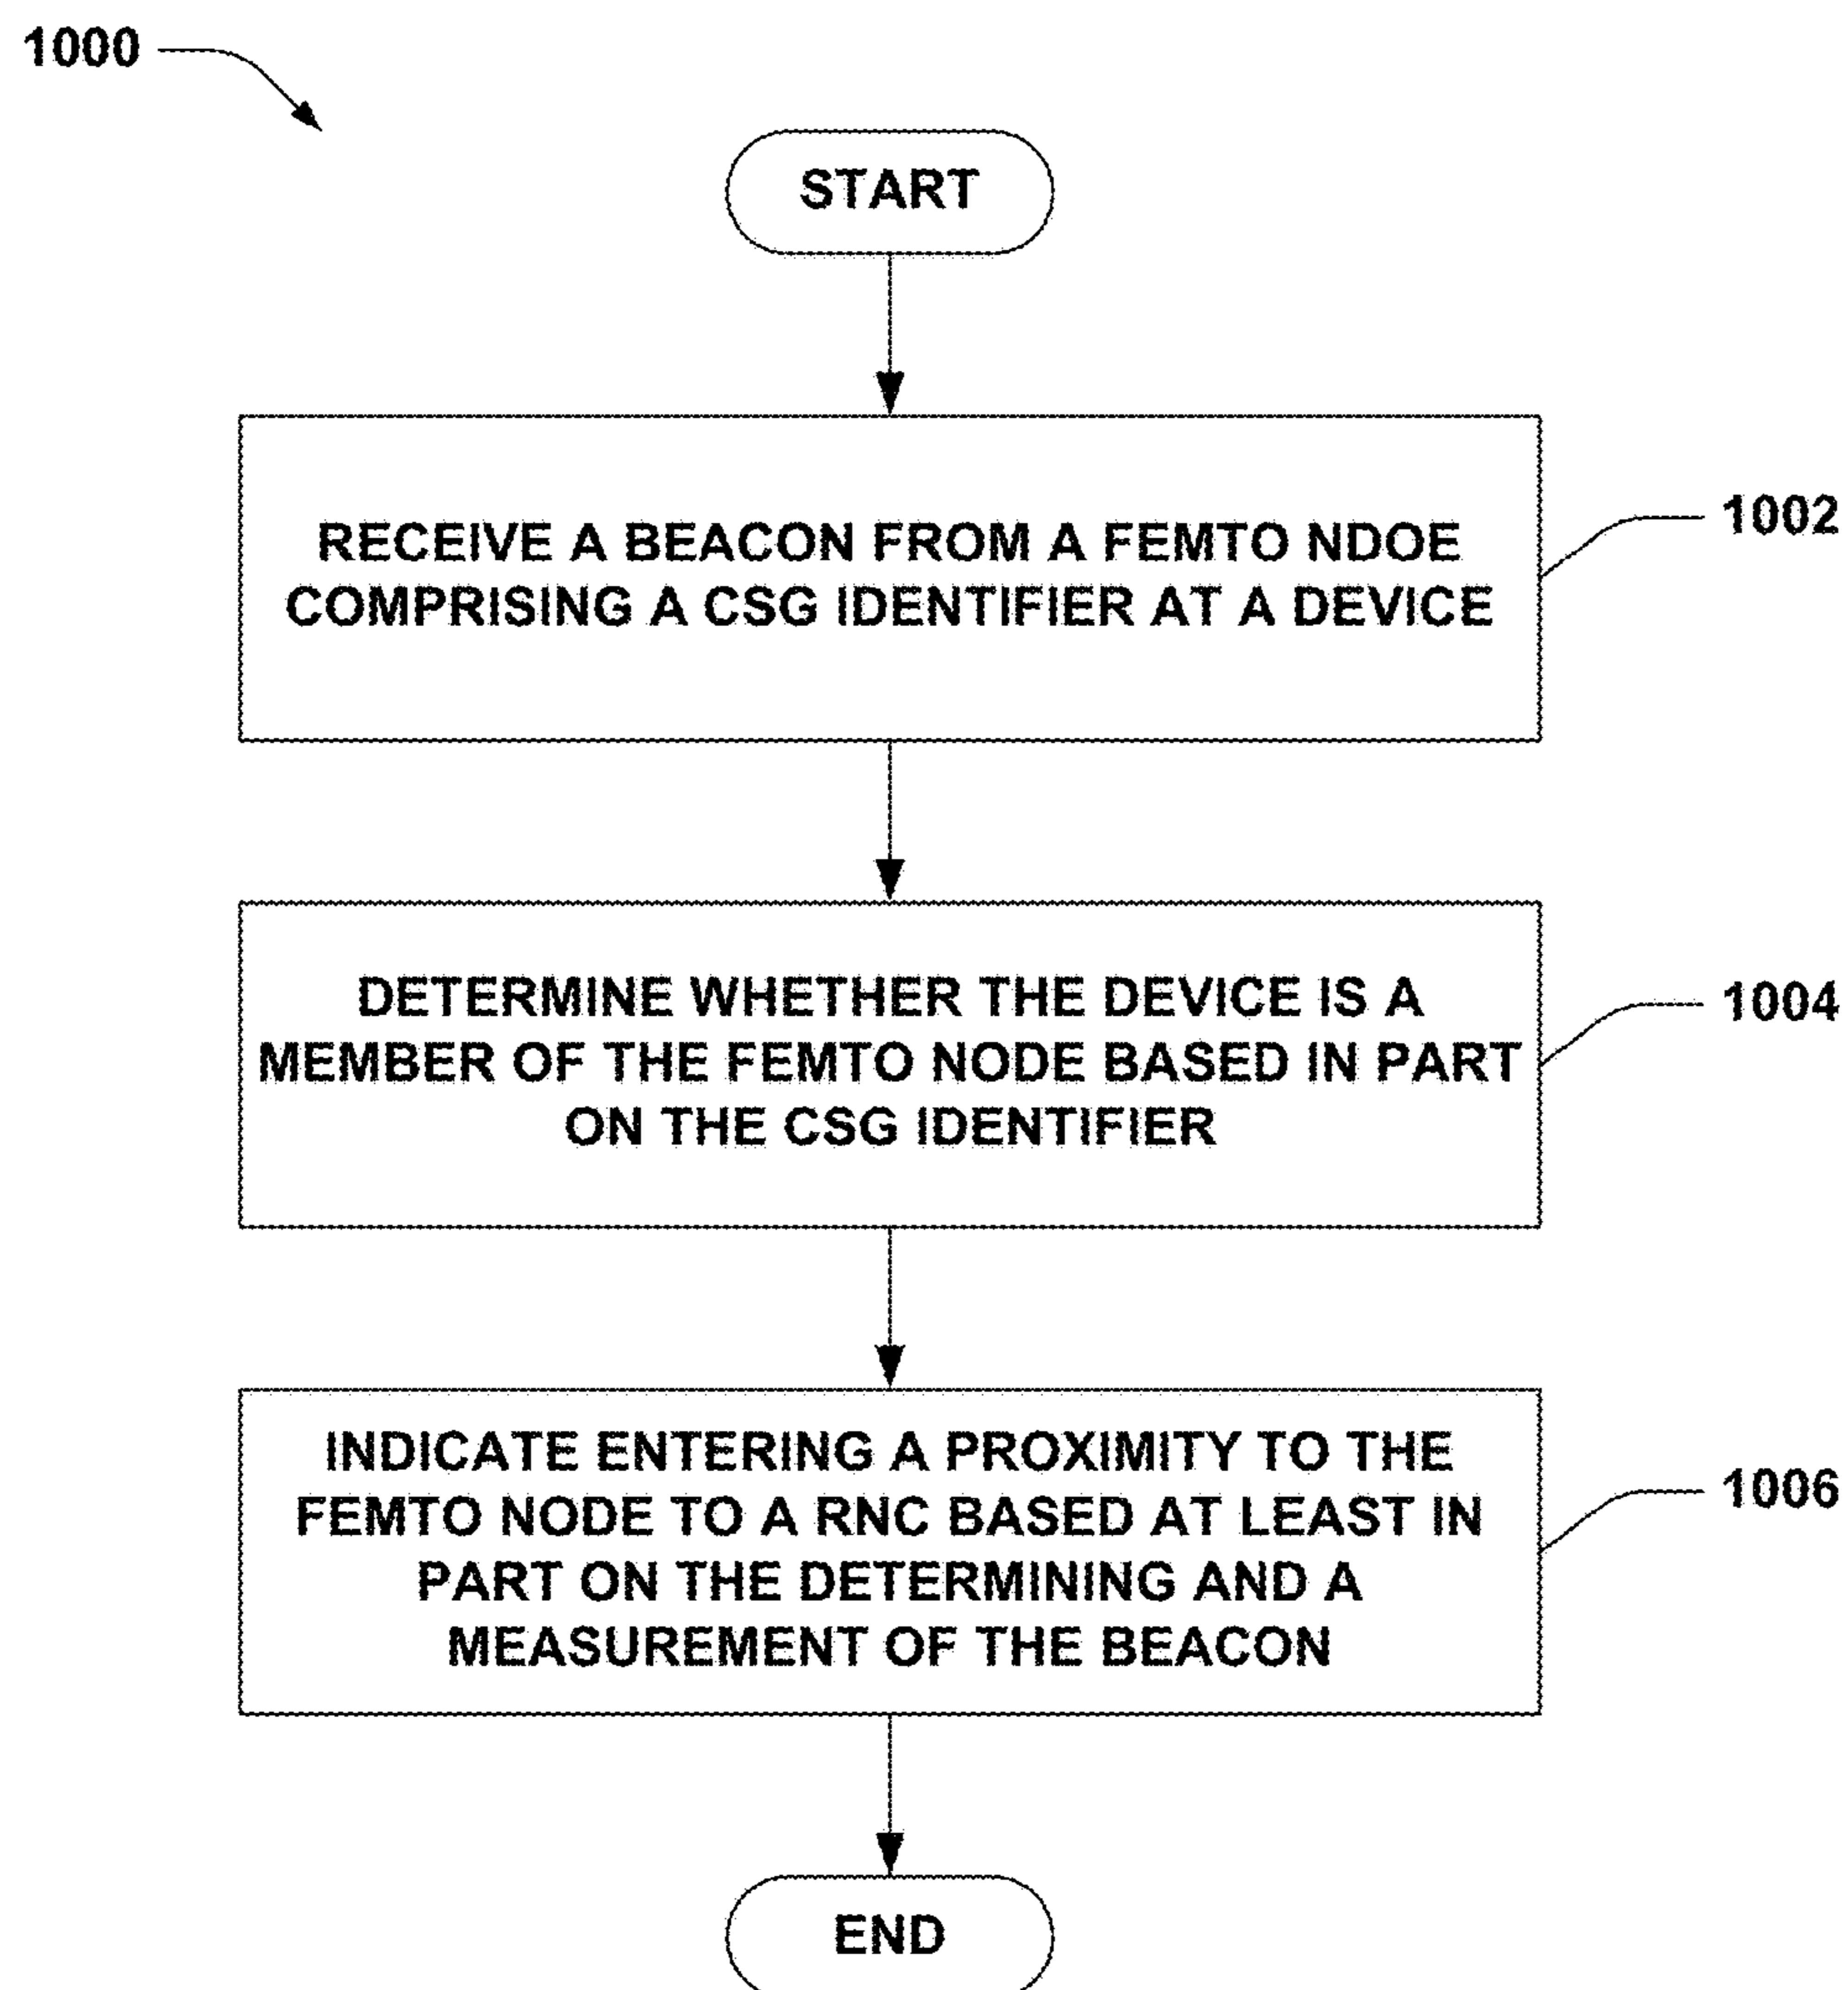 1000
START
RECEIVE A BEACON FROM A FEMTO NDOE
COMPRISING A CSG IDENTIFIER AT A DEVICE
1002
DETERMINE WHETHER THE DEVICE IS A
MEMBER OF THE FEMTO NODE BASED IN PART
ON THE CSG IDENTIFIER
1004
INDICATE ENTERING A PROXIMITY TO THE
FEMTO NODE TO A RNC BASED AT LEAST IN
PART ON THE DETERMINING AND A
MEASUREMENT OF THE BEACON
1006
END